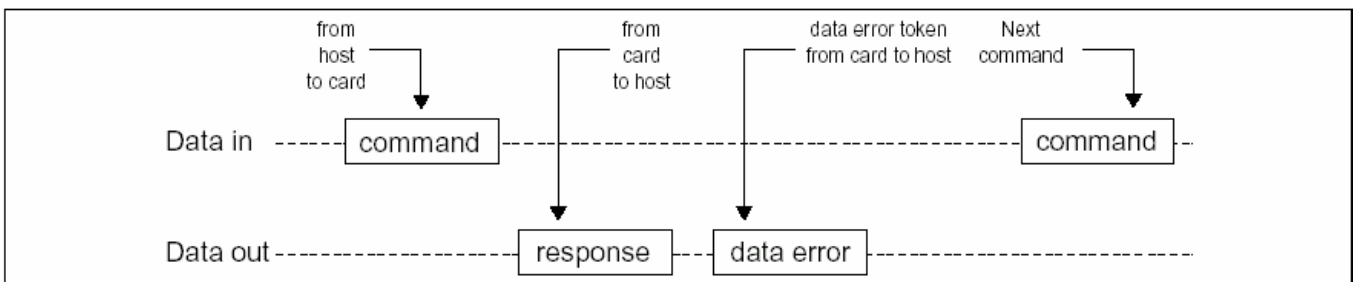 from
host
to card
from
card
to host
data error token
from card to host
Next
command
Data in
command
command
Data out
response
data error